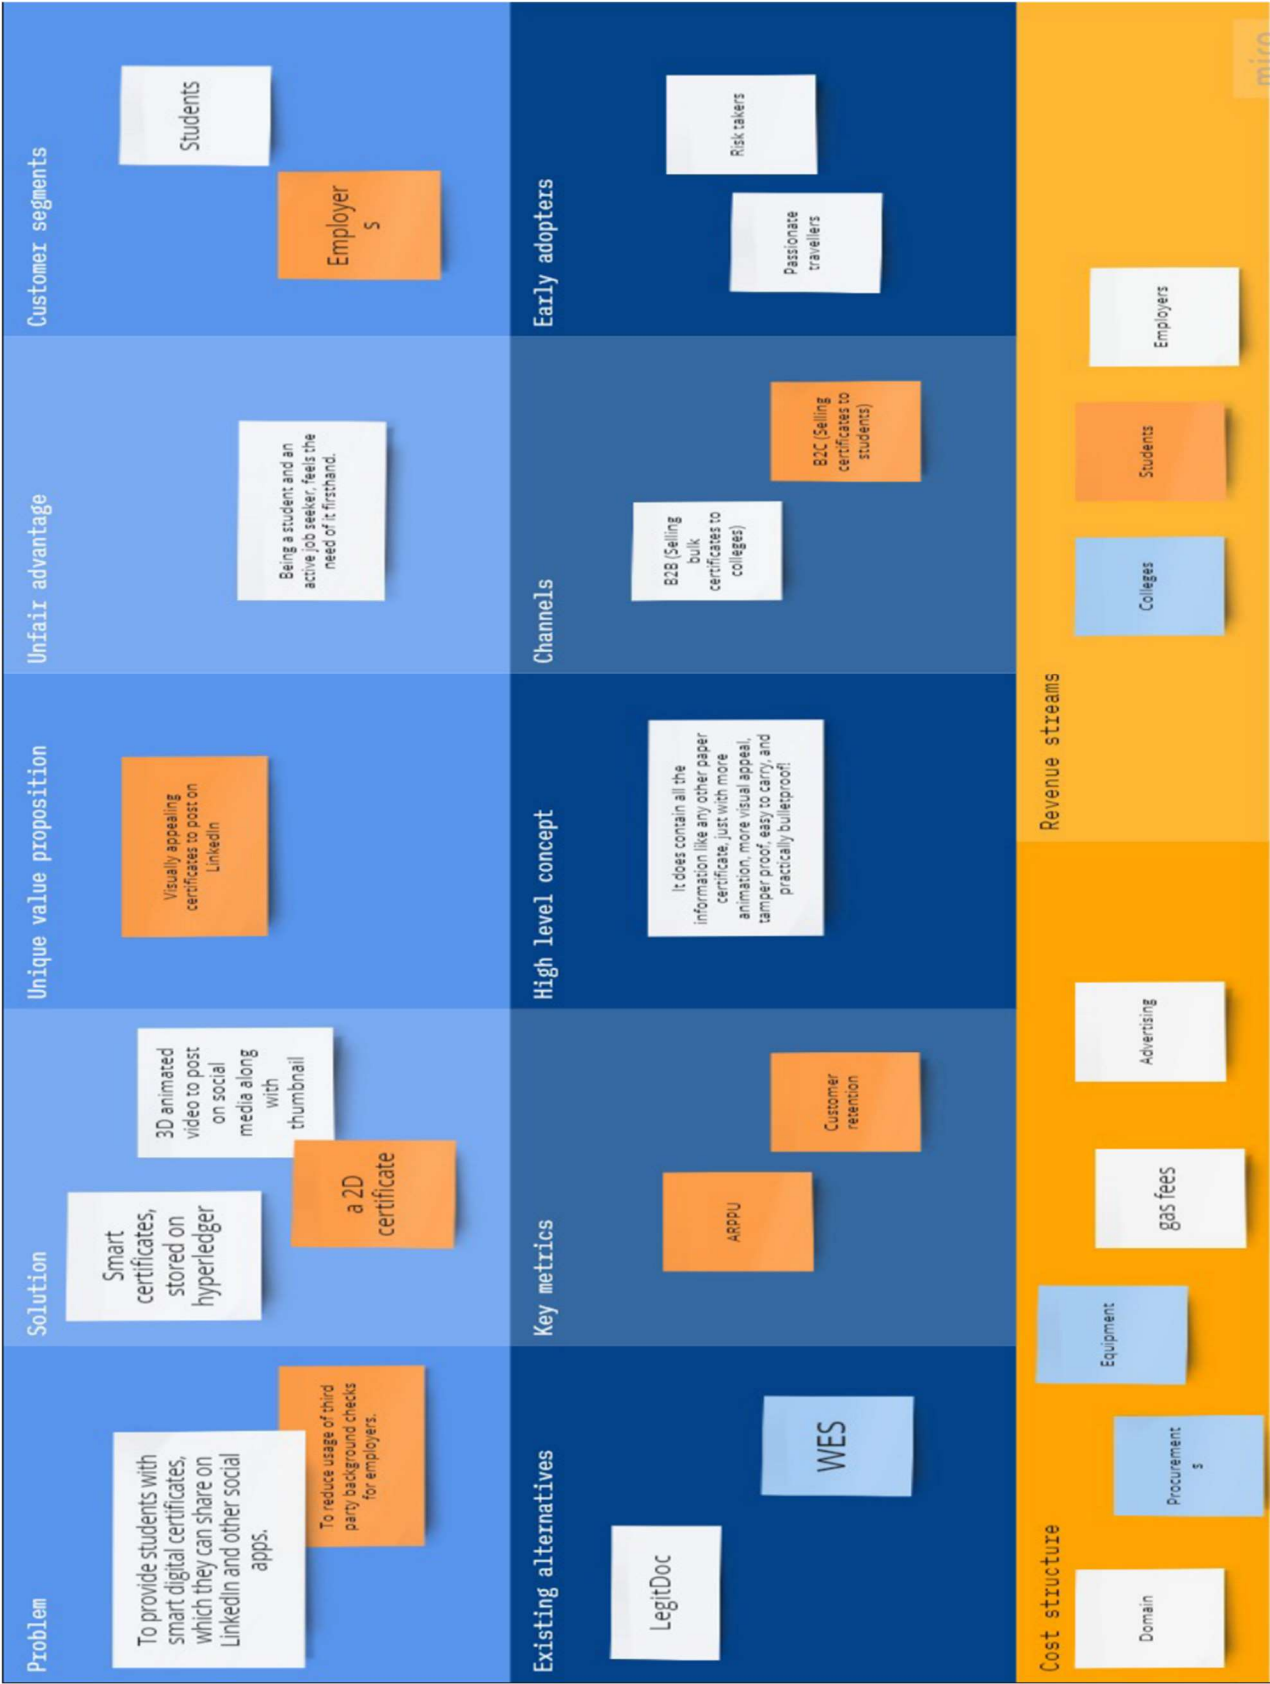 Problem
To provide students with
smart digital certificates,
which they can share on
LinkedIn and other social
apps.
To reduce usage of third
party background checks
for employers.
Solution
Smart
certificates,
stored on
hyperledger
3D animated
video to post
on social
media along
with
thumbnail
a 2D
certificate
Unique value proposition
Visually appealing
certificates to post on
LinkedIn
Unfair advantage
Being a student and an
active job seeker, feels the
need of it firsthand.
Customer segments
Students
Employer
s
Existing alternatives
LegitDoc
WES
Key metrics
ARPPU
Customer
retention
High level concept
It does contain all the
information like any other paper
certificate, just with more
animation, more visual appeal,
tamper proof, easy to carry, and
practically bulletproof!
Channels
B2B (Selling
bulk
certificates to
colleges)
B2C (Selling
certificates to
students)
Early adopters
Passionate
travellers
Risk takers
Cost structure
Domain
Procurement
s
Equipment
gas fees
Advertising
Revenue streams
Colleges
Students
Employers
miro